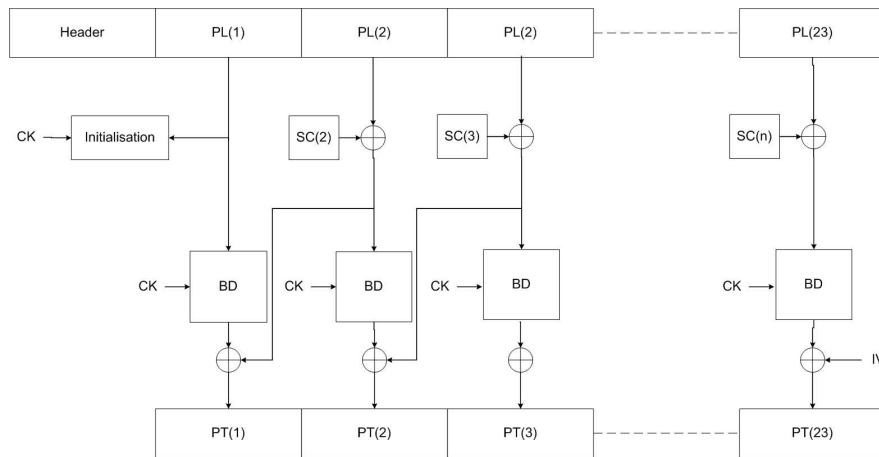 Header PL(1) PL(2) PL(2) PL(23)
CK Initialisation SC(2) SC(3) SC(n)
CK BD CK BD CK BD CK BD
IV
PT(1) PT(2) PT(3) PT(23)